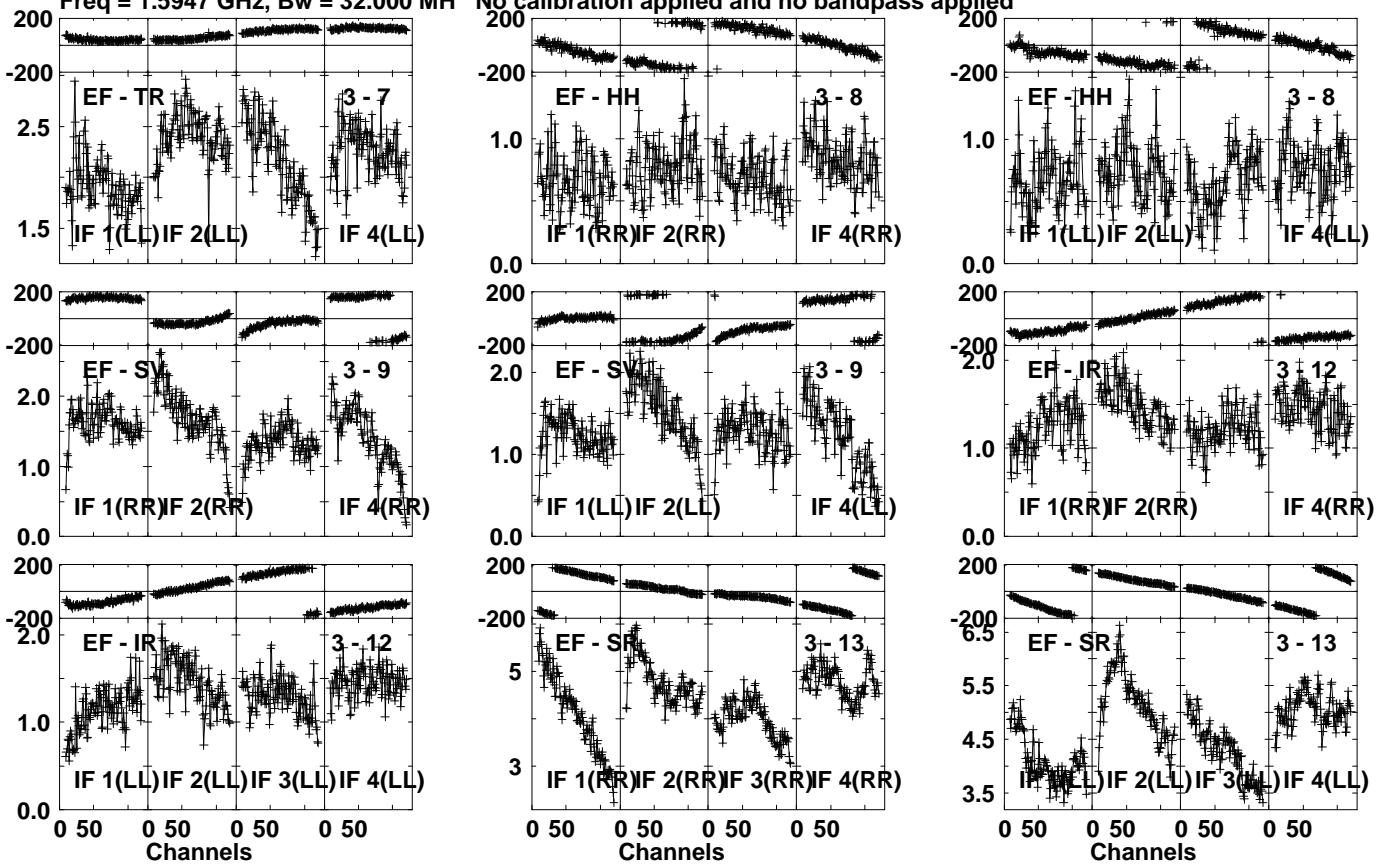 Freq = 1.5947 GHz, Bw = 32.000 MH No calibration applied and no bandpass applied
200 200 200
-200 -200 -200
EF - TR 3 - 7 EF - HH 3 - 8 EF - HH 3 - 8
2.5 1.0 1.0
1.5
IF 1(LL) IF 2(LL) IF 4(LL) IF 1(RR) IF 2(RR) IF 4(RR) IF 1(LL) IF 2(LL) IF 4(LL)
0.0 0.0
200 200 200
-200 -200 -200
EF - SV 3 - 9 EF - SV 3 - 9 EF - IR 3 - 12
2.0 2.0 2.0
1.0 1.0 1.0
IF 1(RR) IF 2(RR) IF 4(RR) IF 1(LL) IF 2(LL) IF 4(LL) IF 1(RR) IF 2(RR) IF 4(RR)
0.0 0.0 0.0
200 200 200
-200 -200 -200
EF - IR 3 - 12 EF - SR 3 - 13 EF - SR 3 - 13
2.0 5 6.5
5.5
1.0 3 4.5
3.5
IF 1(LL) IF 2(LL) IF 3(LL) IF 4(LL) IF 1(RR) IF 2(RR) IF 3(RR) IF 4(RR) IF 1(LL) IF 2(LL) IF 3(LL) IF 4(LL)
0.0
0 50 0 50 0 50 0 50 0 50 0 50 0 50 0 50 0 50 0 50 0 50 0 50
Channels Channels Channels